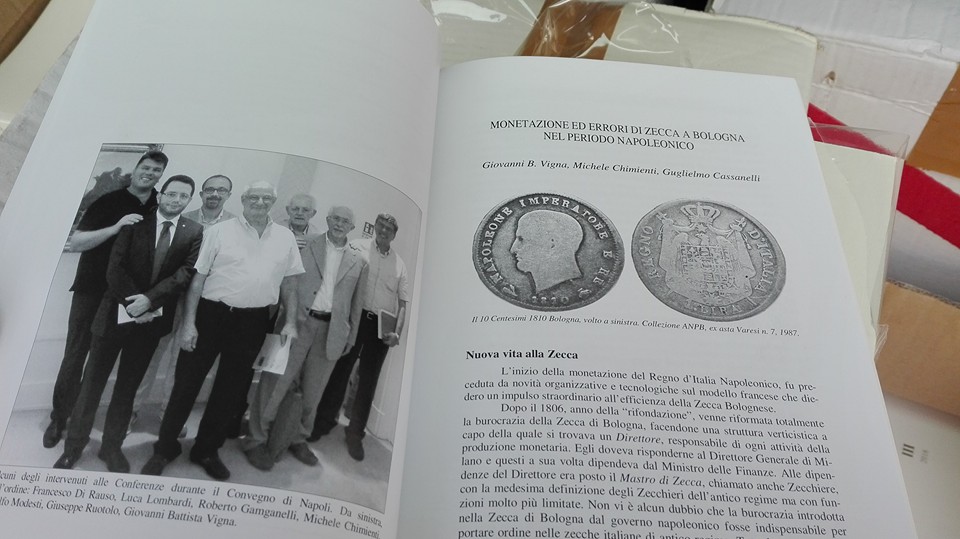 cuni degli intervenuti alle Conferenze durante il Convegno di Napoli. Da sinistra,
l'ordine: Francesco Di Rauso, Luca Lombardi, Roberto Gamganelli, Michele Chimienti
lfo Modesti, Giuseppe Ruotolo, Giovanni Battista Vigna.
MONETAZIONE ED ERRORI DI ZECCA A BOLOGNA
NEL PERIODO NAPOLEONICO
Giovanni B. Vigna, Michele Chimienti, Guglielmo Cassanelli
NAPOLEONE IMPERATORE E RE
REGNO D'ITALIA
LIRA
Il 10 Centesimi 1810 Bologna, volto a sinistra. Collezione ANPB, ex asta Varesi n. 7, 1987.
Nuova vita alla Zecca
L'inizio della monetazione del Regno d'Italia Napoleonico, fu pre-
ceduta da novità organizzative e tecnologiche sul modello francese che die-
dero un impulso straordinario all'efficienza della Zecca Bolognese.
Dopo il 1806, anno della "rifondazione", venne riformata totalmente
la burocrazia della Zecca di Bologna, facendone una struttura verticistica a
capo della quale si trovava un Direttore, responsabile di ogni attività della
produzione monetaria. Egli doveva risponderne al Direttore Generale di Mi-
lano e questi a sua volta dipendeva dal Ministro delle Finanze. Alle dipen-
denze del Direttore era posto il Mastro di Zecca, chiamato anche Zecchiere,
con la medesima definizione degli Zecchieri dell'antico regime ma con fun-
zioni molto più limitate. Non vi è alcun dubbio che la burocrazia introdotta
nella Zecca di Bologna dal governo napoleonico fosse indispensabile per
portare ordine nelle zecche italiane di antico
III